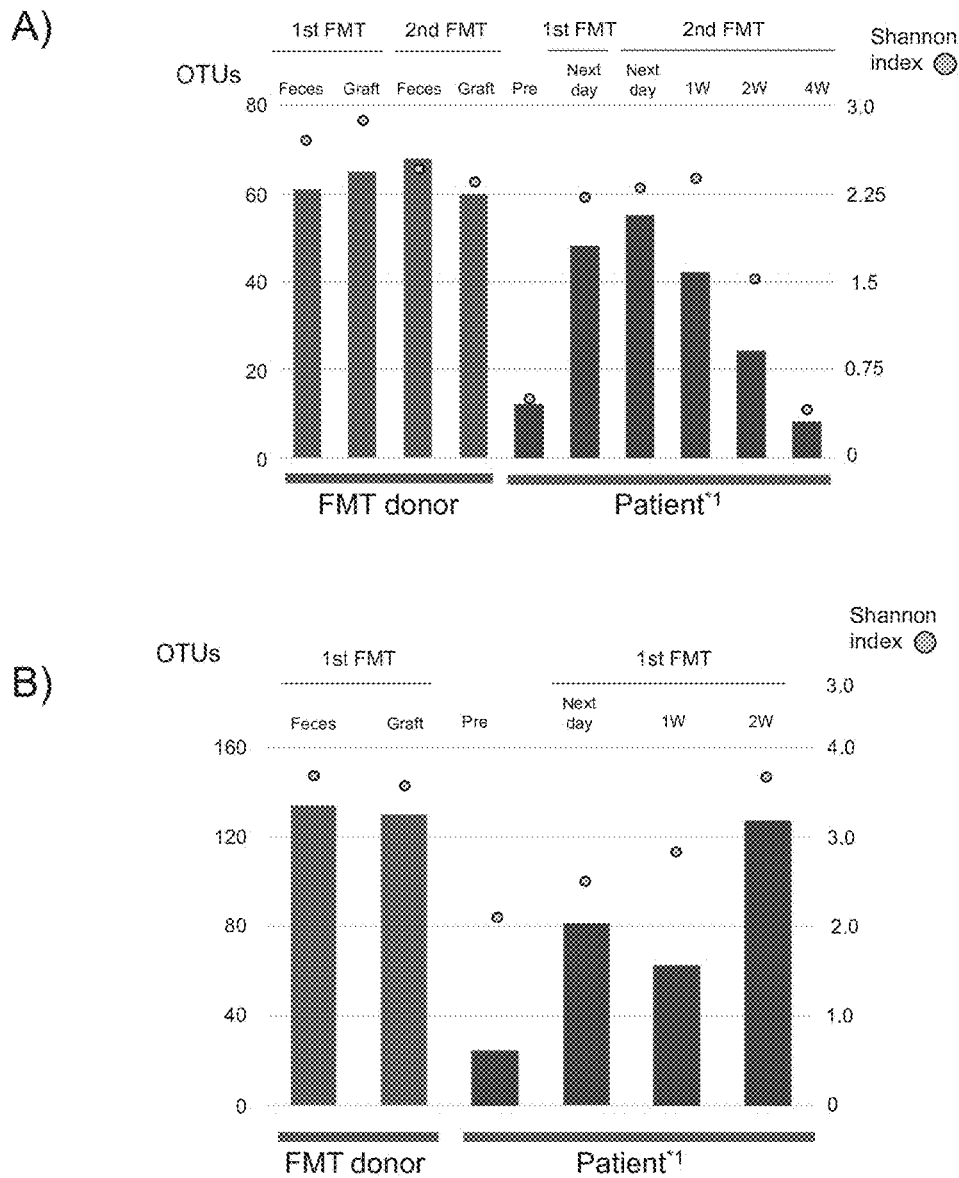 A)
1st FMT 2nd FMT 1st FMT 2nd FMT
Shannon
index
OTUs
Feces Graft Feces Graft Pre Next day Next day 1W 2W 4W
80 3.0
60 2.25
40 1.5
20 0.75
0 0
FMT donor Patient*1
Shannon
index
OTUs
1st FMT 1st FMT
B)
3.0
Feces Graft Pre Next day 1W 2W
160 4.0
120 3.0
80 2.0
40 1.0
0 0
FMT donor Patient*1